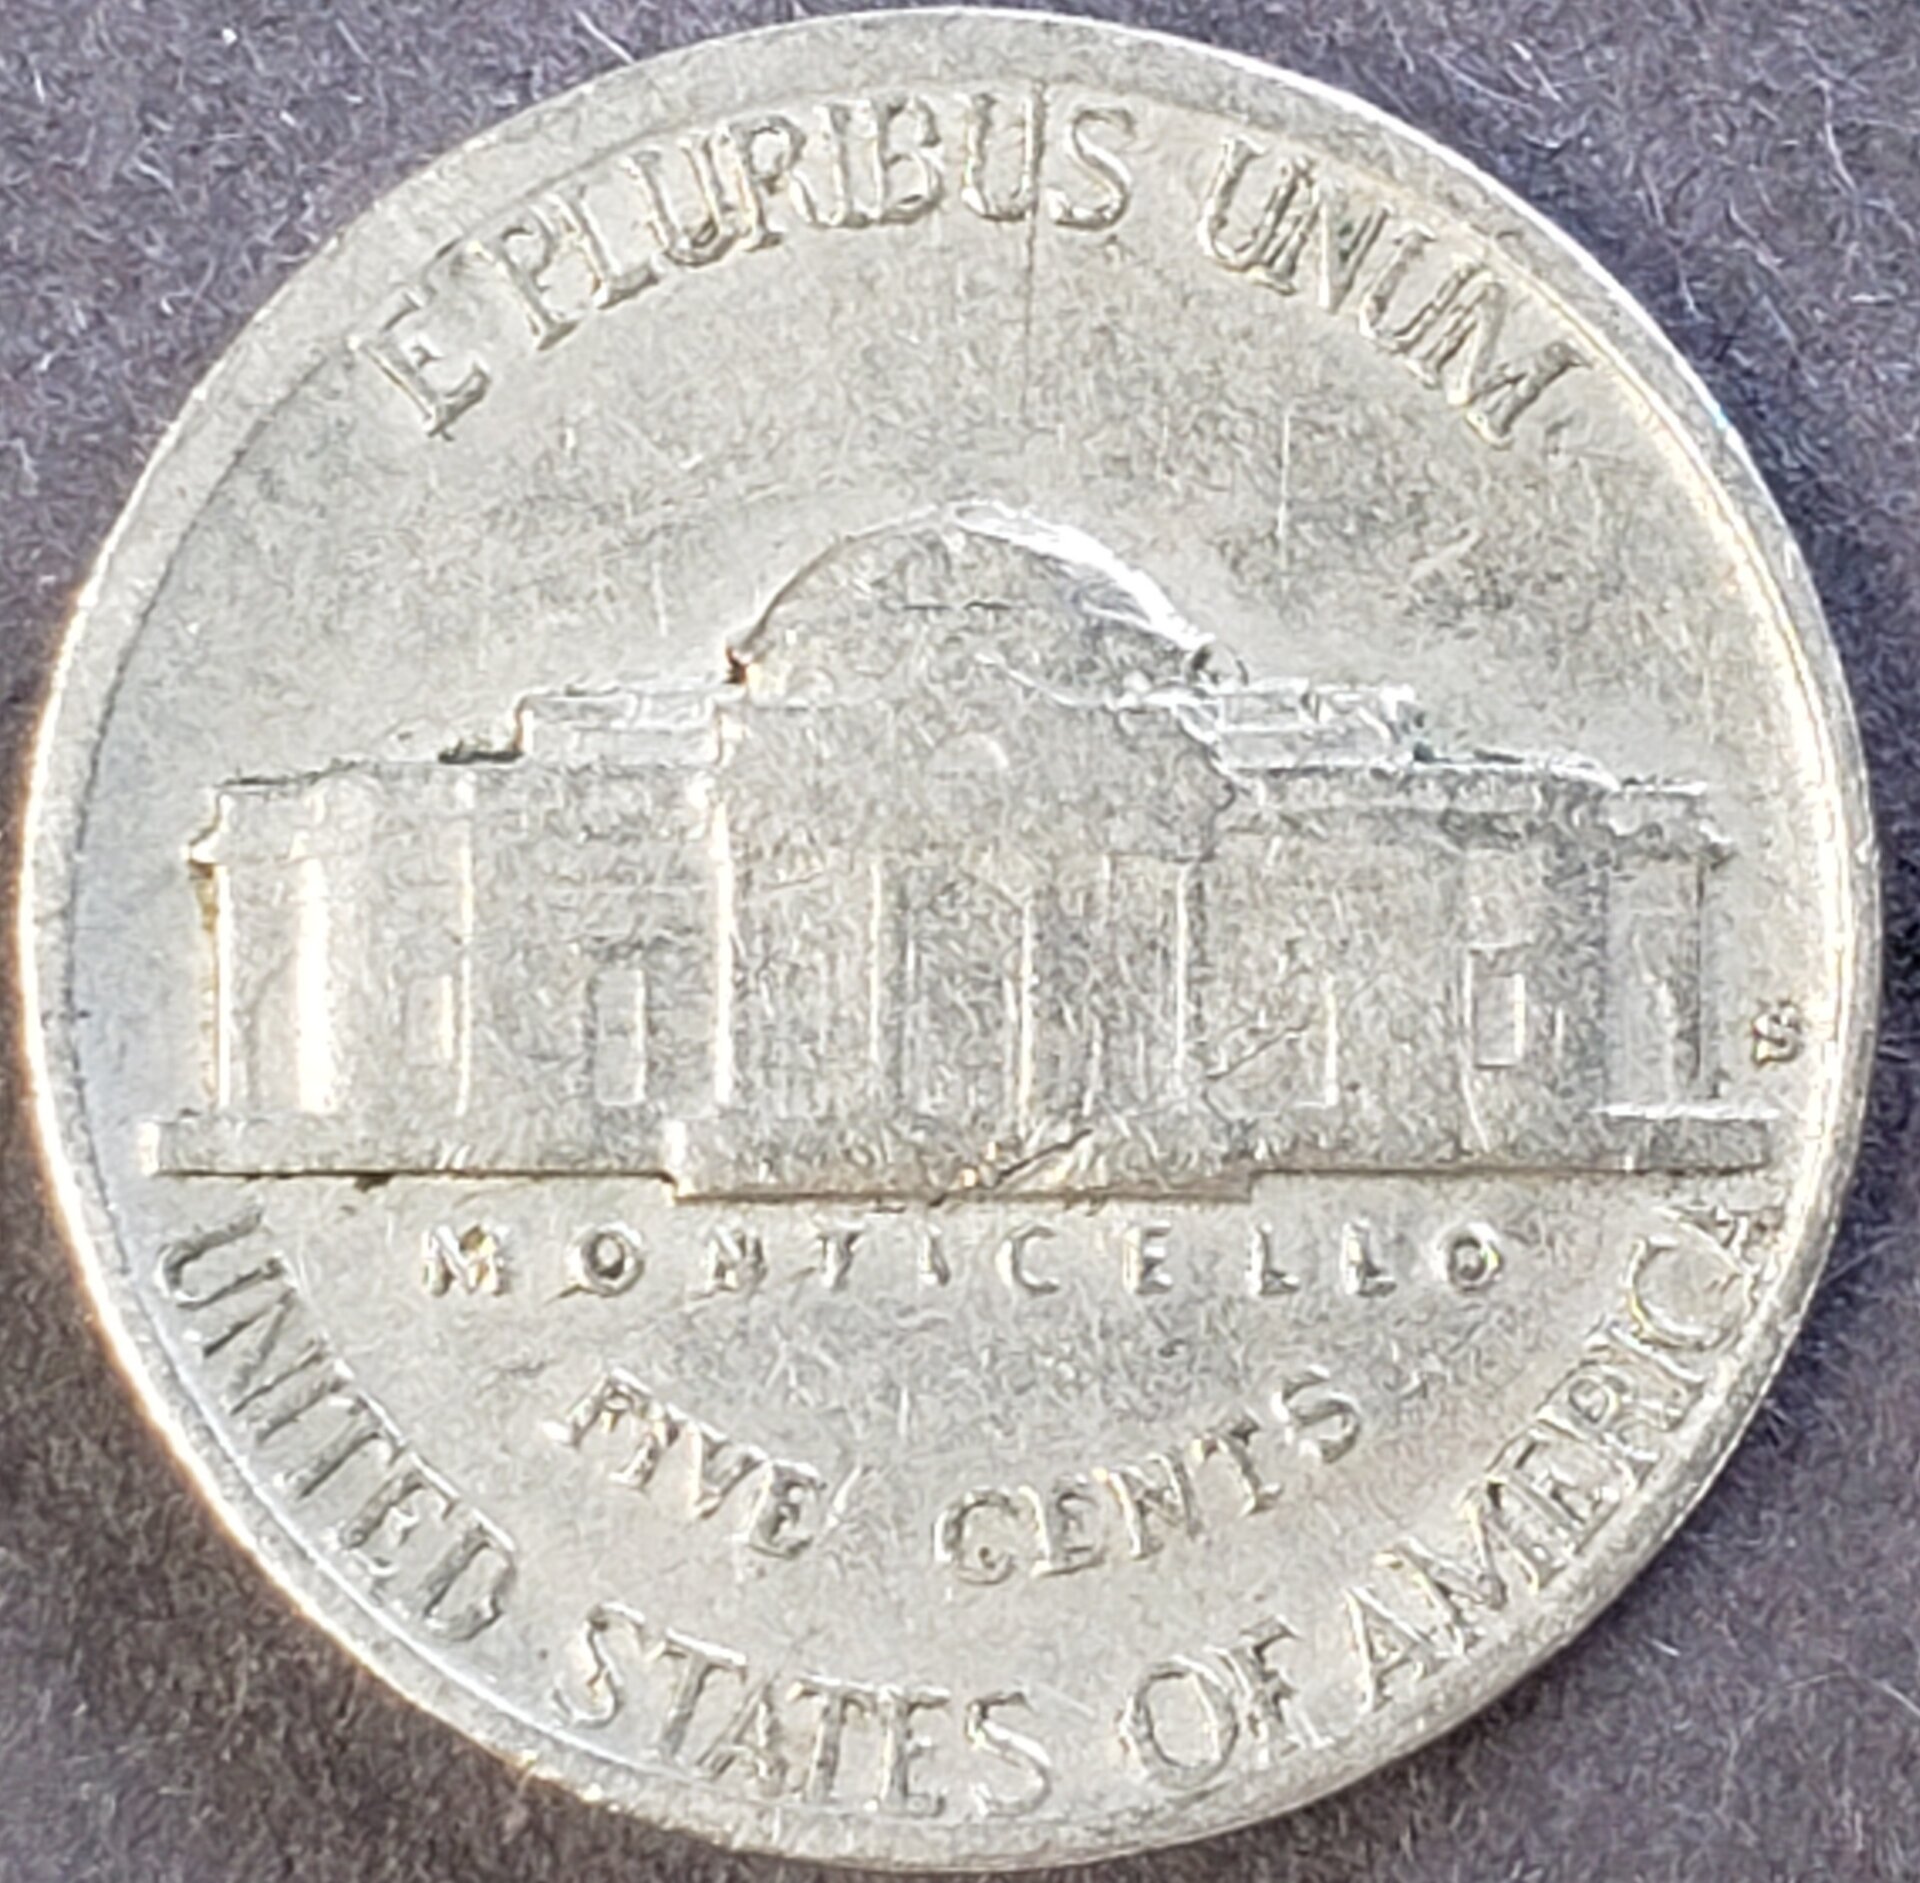 E PLURIBUS UNUM
S
MONTICELLO
FIVE CENTS
UNITED STATES OF AMERICA